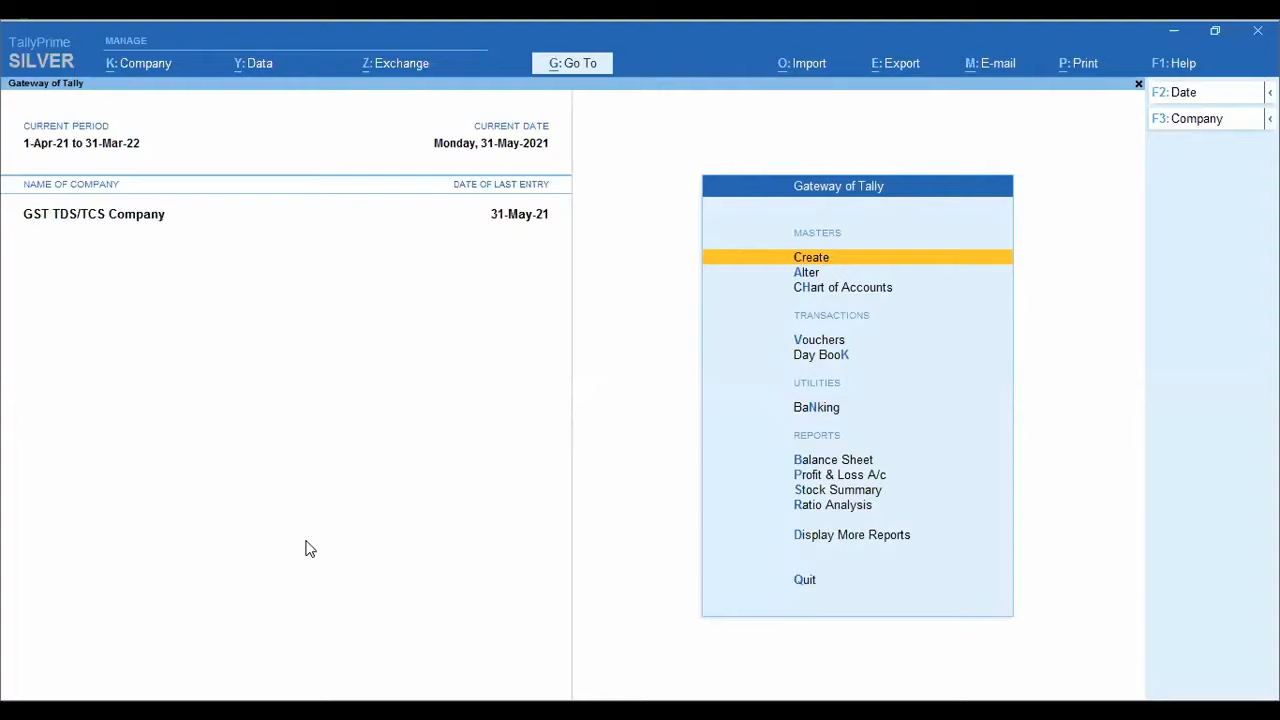 TallyPrime
SILVER
MANAGE
K: Company
Y: Data
Z: Exchange
G: Go To
O: Import
E: Export
M: E-mail
P: Print
F1: Help
Gateway of Tally
F2: Date
F3: Company
CURRENT PERIOD
CURRENT DATE
1-Apr-21 to 31-Mar-22
Monday, 31-May-2021
NAME OF COMPANY
DATE OF LAST ENTRY
GST TDS/TCS Company
31-May-21
Gateway of Tally
MASTERS
Create
Alter
CHart of Accounts
TRANSACTIONS
Vouchers
Day BooK
UTILITIES
BaNking
REPORTS
Balance Sheet
Profit & Loss A/c
Stock Summary
Ratio Analysis
Display More Reports
Quit